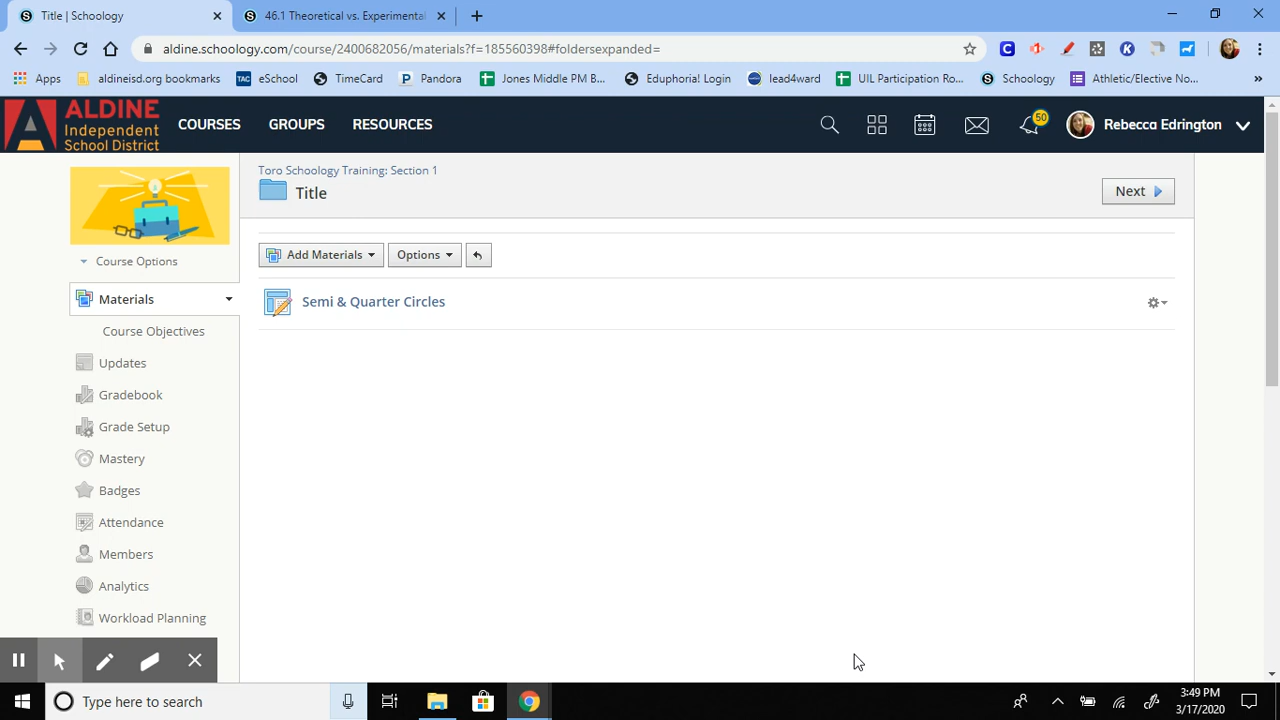 Title | Schoology
46.1 Theoretical vs. Experimental
aldine.schoology.com/course/2400682056/materials?f=185560398#foldersexpanded=
Apps
aldineisd.org bookmarks
TAC eSchool
TimeCard
Pandora
Jones Middle PM B...
Eduphoria! Login
lead4ward
UIL Participation Ro...
Schoology
Athletic/Elective No...
»
ALDINE
Independent
School District
COURSES
GROUPS
RESOURCES
50
Rebecca Edrington
Toro Schoology Training: Section 1
Title
Next
Course Options
Add Materials
Options
Materials
Semi & Quarter Circles
Course Objectives
Updates
Gradebook
Grade Setup
Mastery
Badges
Attendance
Members
Analytics
Workload Planning
Type here to search
3:49 PM
3/17/2020